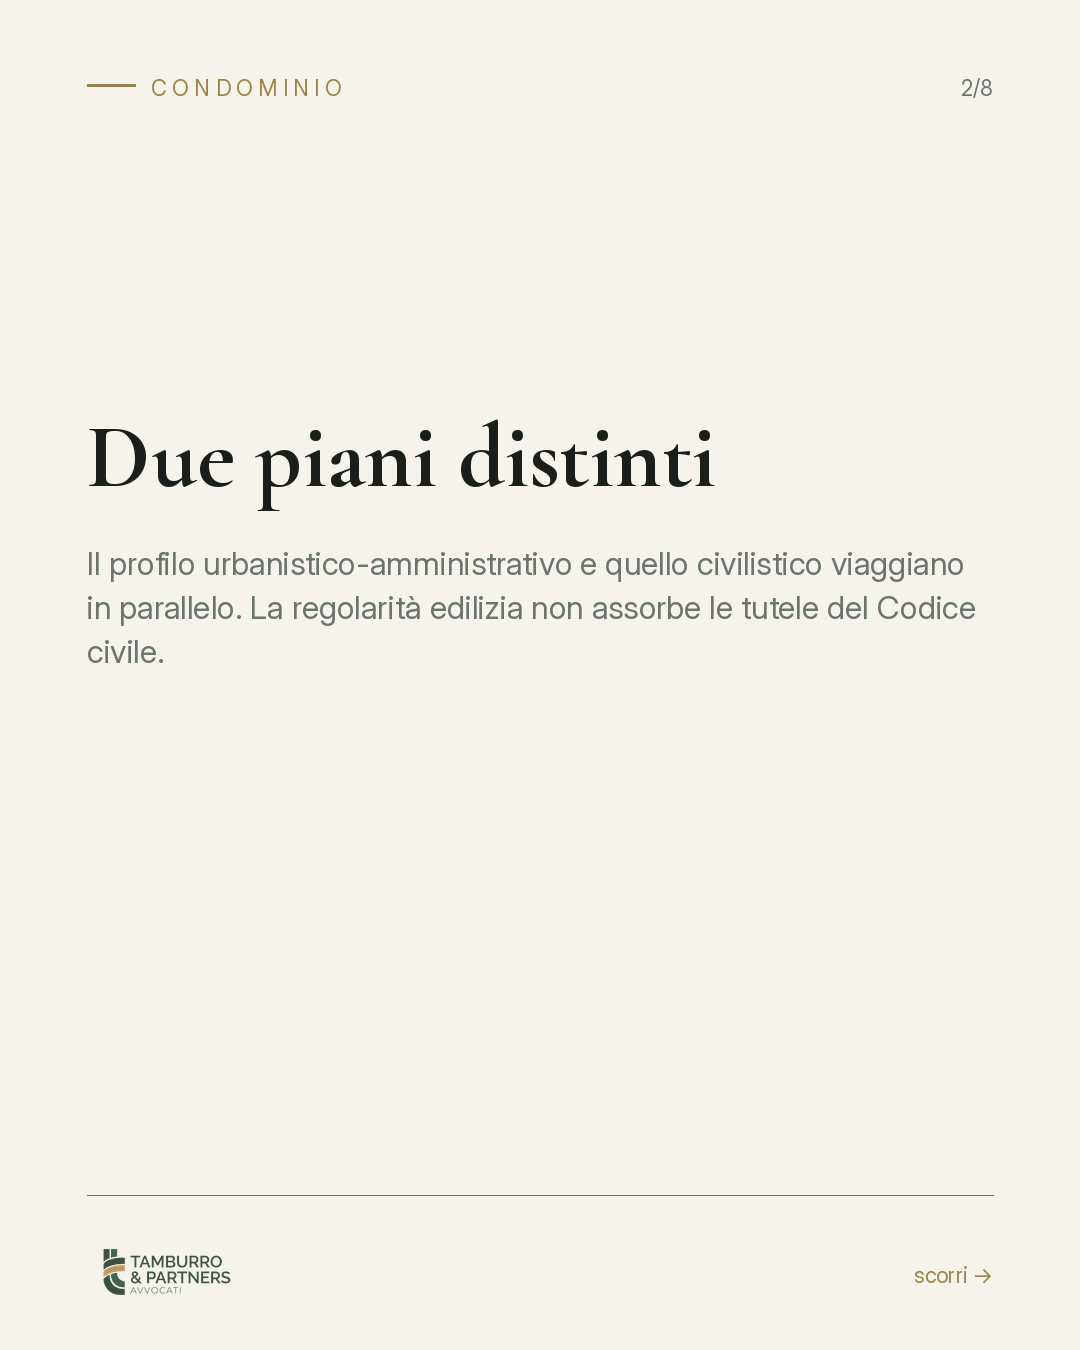 CONDOMINIO
2/8
Due piani distinti
Il profilo urbanistico-amministrativo e quello civilistico viaggiano
in parallelo. La regolarità edilizia non assorbe le tutele del Codice
civile.
TAMBURRO
& PARTNERS
AVVOCATI
scorri →